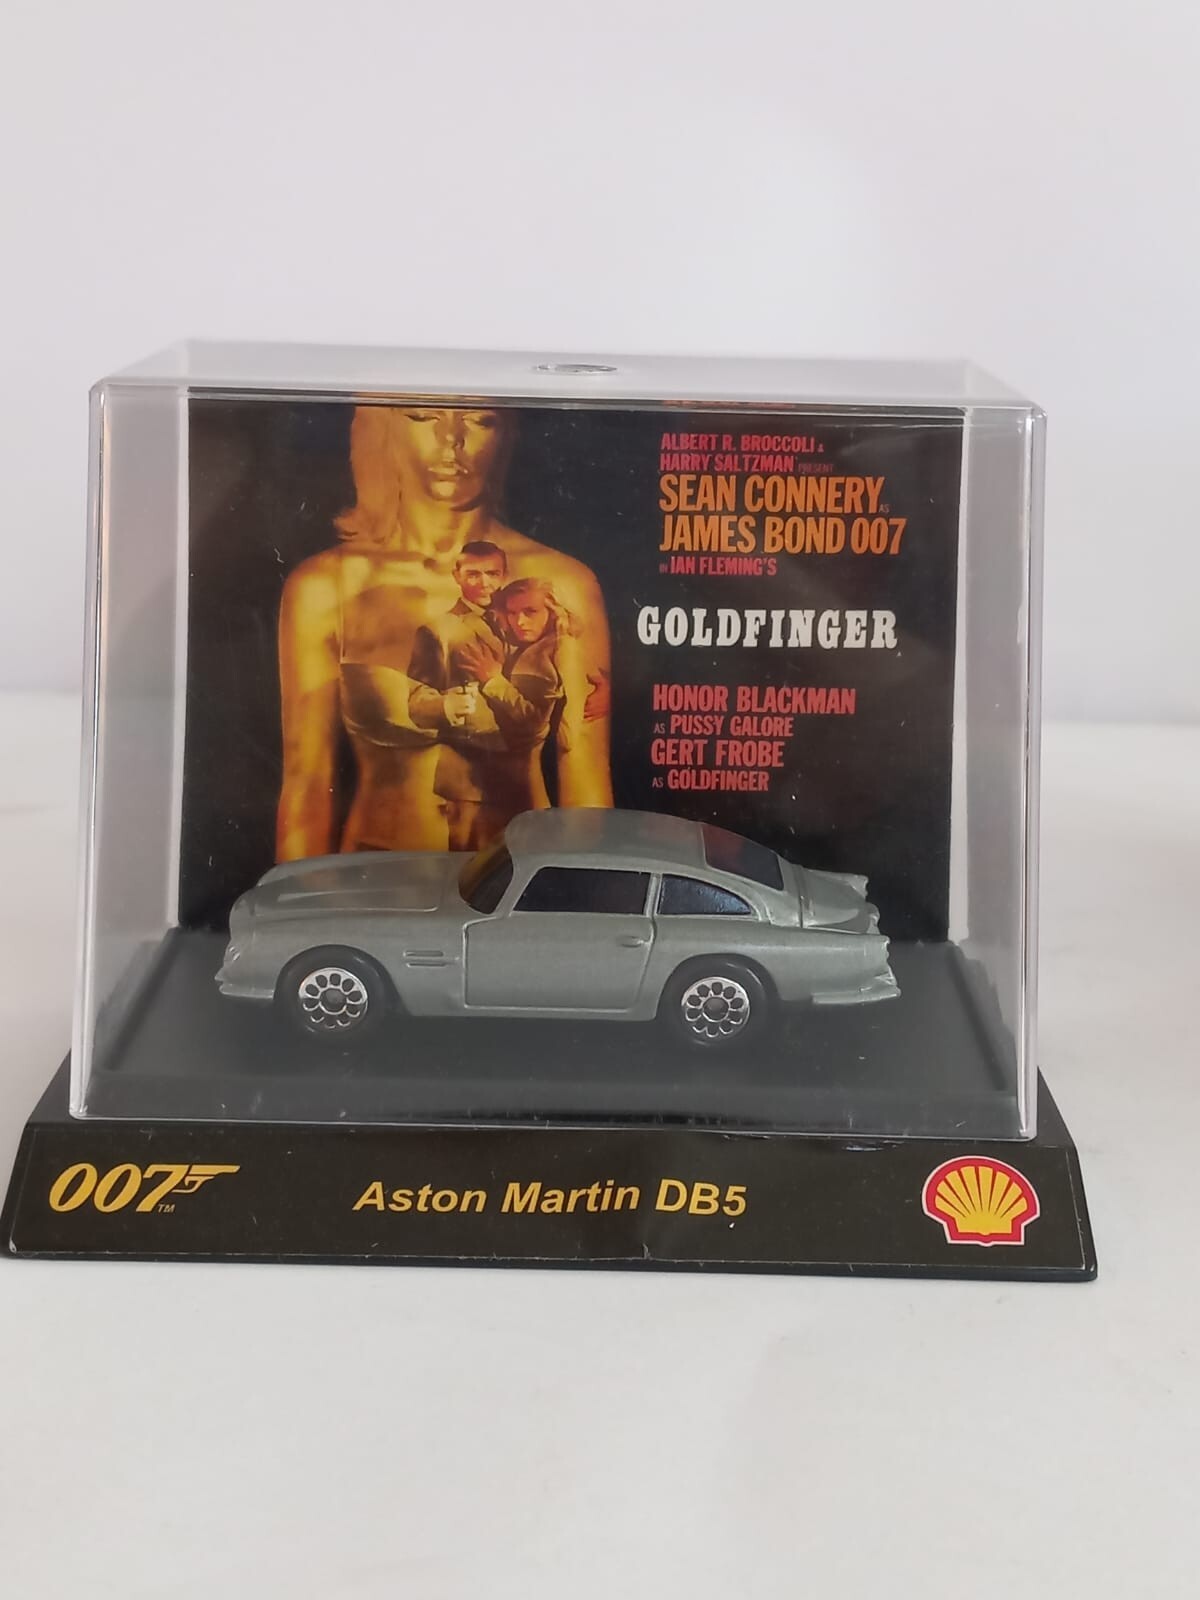 ALBERT R. BROCCOLI &
HARRY SALTZMAN PRESENT
SEAN CONNERY AS
JAMES BOND 007
IN IAN FLEMING'S
GOLDFINGER
HONOR BLACKMAN
AS PUSSY GALORE
GERT FROBE
AS GOLDFINGER
007 TM
Aston Martin DB5